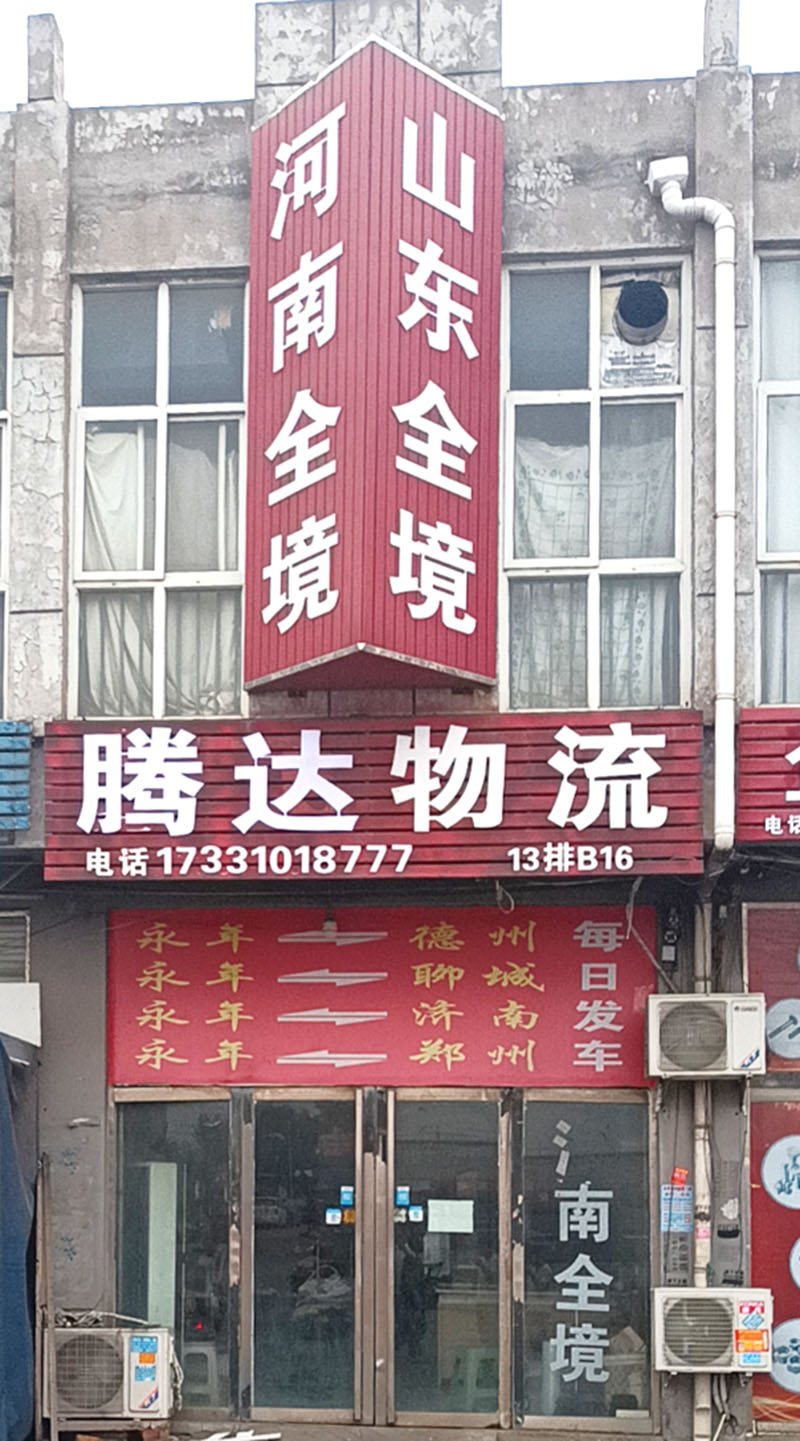 河南全境
山东全境
腾达物流
电话17331018777
13排B16
电话
永年 德州
永年 聊城
永年 济南
永年 郑州
每日发车
南全境